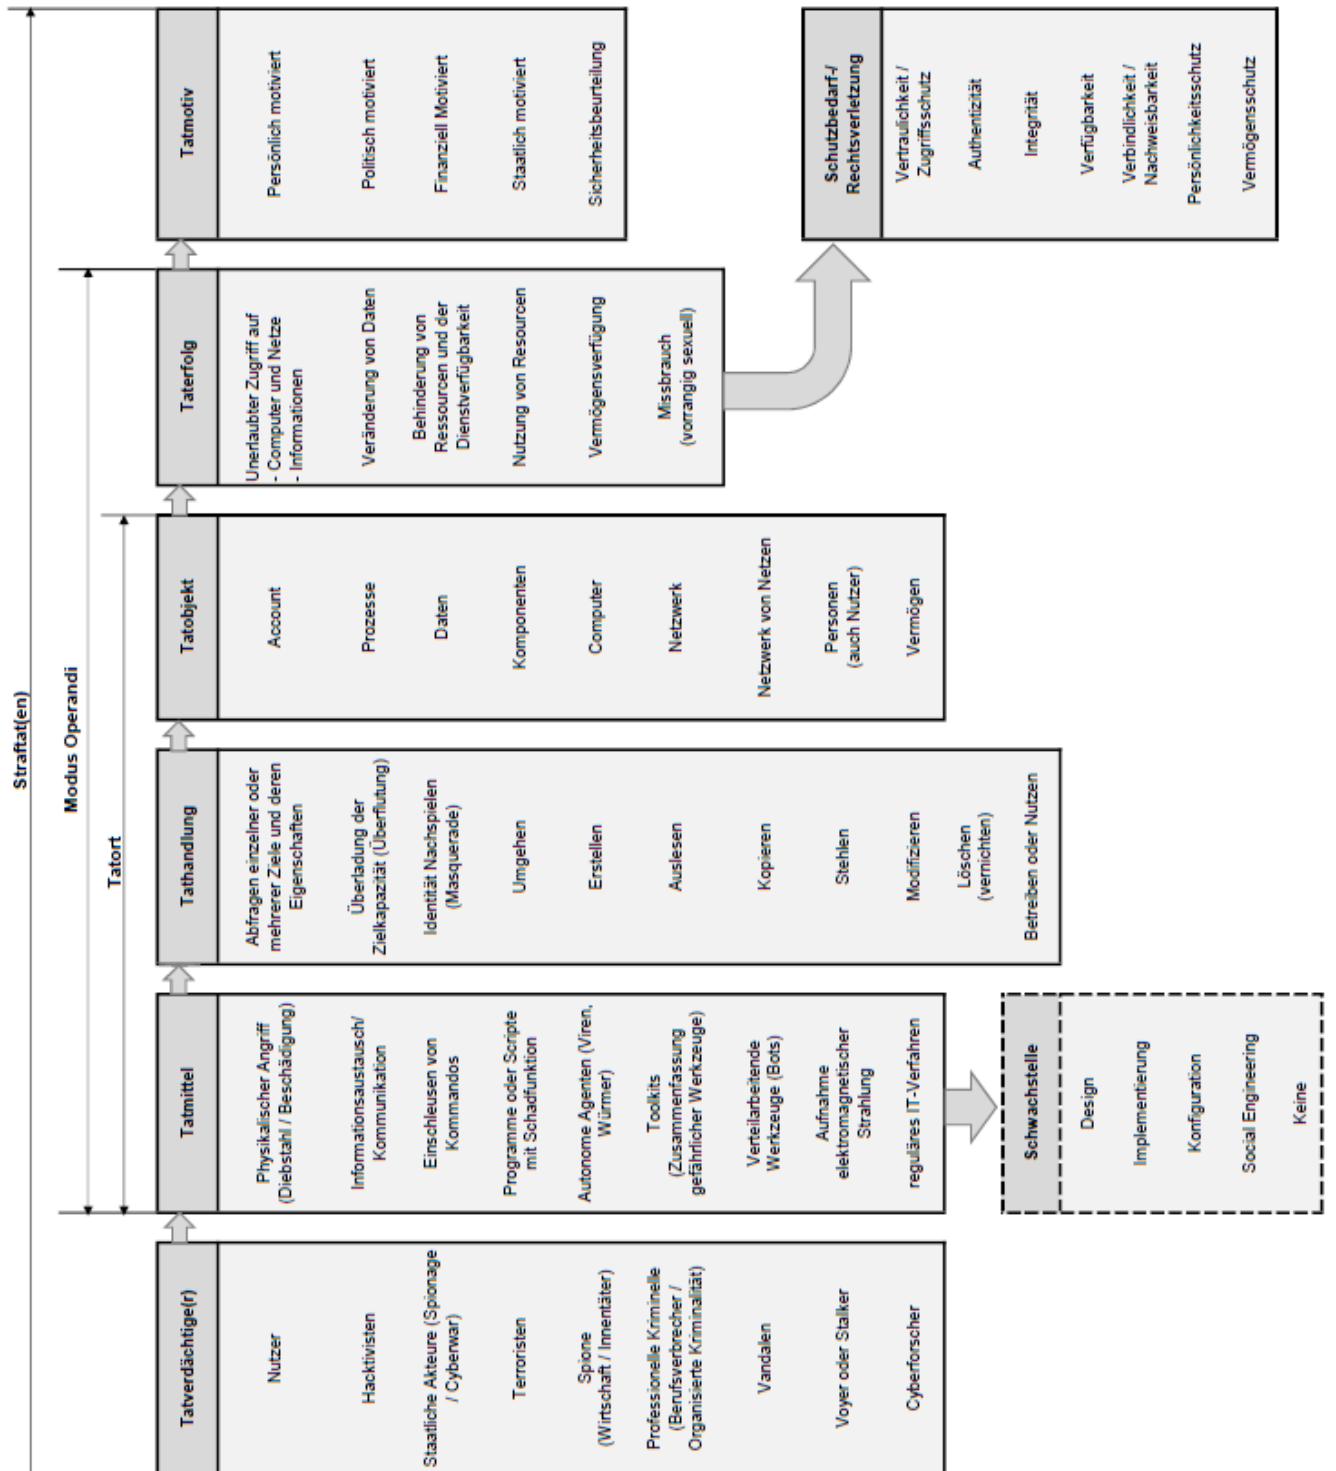 Straftat(en)
Modus Operandi
Tatort
Tatverdächtige(r)
Nutzer
Hacktivisten
Staatliche Akteure (Spionage
/ Cyberwar)
Terroristen
Spione
(Wirtschaft / Innentäter)
Professionelle Kriminelle
(Berufsverbrecher /
Organisierte Kriminalität)
Vandalen
Voyer oder Stalker
Cyberforscher
Tatmittel
Physikalischer Angriff
(Diebstahl / Beschädigung)
Informationsaustausch/
Kommunikation
Einschleusen von
Kommandos
Programme oder Scripte
mit Schadfunktion
Autonome Agenten (Viren,
Würmer)
Toolkits
(Zusammenfassung
gefährlicher Werkzeuge)
Verteilarbeitende
Werkzeuge (Bots)
Aufnahme
elektromagnetischer
Strahlung
reguläres IT-Verfahren
Schwachstelle
Design
Implementierung
Konfiguration
Social Engineering
Keine
Tathandlung
Abfragen einzelner oder
mehrerer Ziele und deren
Eigenschaften
Überladung der
Zielkapazität (Überflutung)
Identität Nachspielen
(Masquerade)
Umgehen
Erstellen
Auslesen
Kopieren
Stehlen
Modifizieren
Löschen
(vernichten)
Betreiben oder Nutzen
Tatobjekt
Account
Prozesse
Daten
Komponenten
Computer
Netzwerk
Netzwerk von Netzen
Personen
(auch Nutzer)
Vermögen
Taterfolg
Unerlaubter Zugriff auf
- Computer und Netze
- Informationen
Veränderung von Daten
Behinderung von
Ressourcen und der
Dienstverfügbarkeit
Nutzung von Resourcen
Vermögensverfügung
Missbrauch
(vorrangig sexuell)
Tatmotiv
Persönlich motiviert
Politisch motiviert
Finanziell Motiviert
Staatlich motiviert
Sicherheitsbeurteilung
Schutzbedarf-/
Rechtsverletzung
Vertraulichkeit /
Zugriffsschutz
Authentizität
Integrität
Verfügbarkeit
Verbindlichkeit /
Nachweisbarkeit
Persönlichkeitsschutz
Vermögensschutz